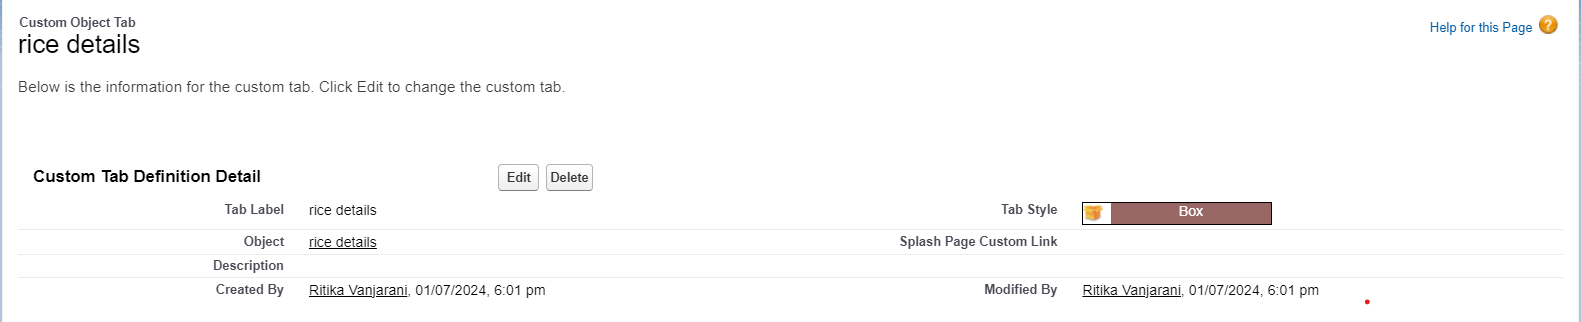 Custom Object Tab
rice details
Help for this Page ?
Below is the information for the custom tab. Click Edit to change the custom tab.
Custom Tab Definition Detail Edit Delete
Tab Label rice details Tab Style Box
Object rice details Splash Page Custom Link
Description
Created By Ritika Vanjarani, 01/07/2024, 6:01 pm Modified By Ritika Vanjarani, 01/07/2024, 6:01 pm